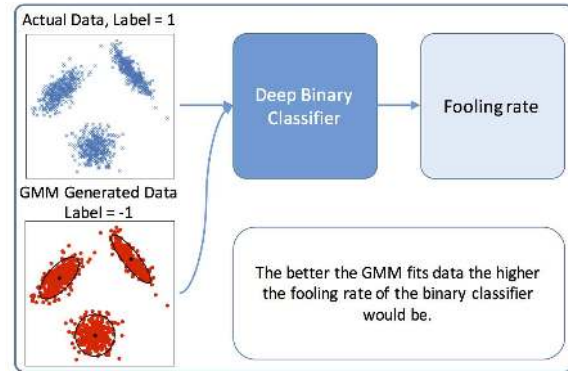 Actual Data, Label = 1
GMM Generated Data
Label = -1
Deep Binary
Classifier
Fooling rate
The better the GMM fits data the higher
the fooling rate of the binary classifier
would be.